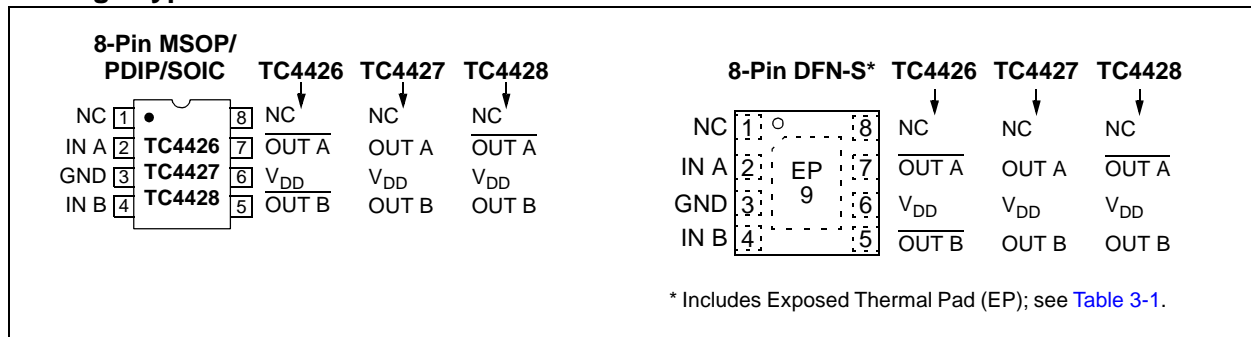 8-Pin MSOP/
PDIP/SOIC TC4426 TC4427 TC4428
NC 1 8 NC NC NC
IN A 2 TC4426 7 OUT A OUT A OUT A
GND 3 TC4427 6 VDD VDD VDD
IN B 4 TC4428 5 OUT B OUT B OUT B
8-Pin DFN-S* TC4426 TC4427 TC4428
NC 1 8 NC NC NC
IN A 2 EP 7 OUT A OUT A OUT A
GND 3 9 6 VDD VDD VDD
IN B 4 5 OUT B OUT B OUT B
* Includes Exposed Thermal Pad (EP); see Table 3-1.